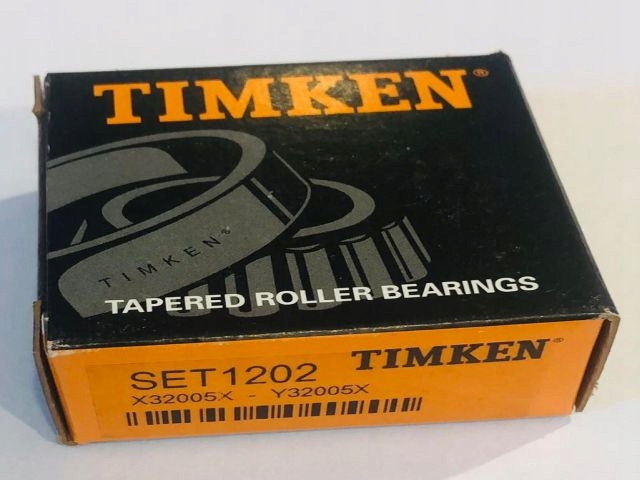 TIMKEN®
TIMKEN®
TAPERED ROLLER BEARINGS
SET1202 TIMKEN®
X32005X - Y32005X